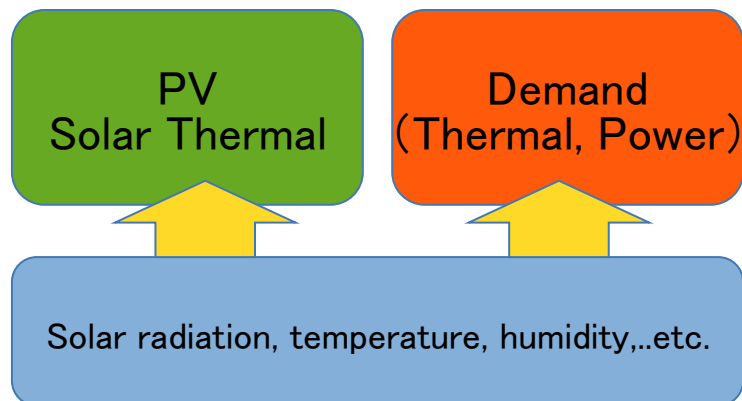 PV
Solar Thermal
Demand
（Thermal, Power）
Solar radiation, temperature, humidity,..etc.